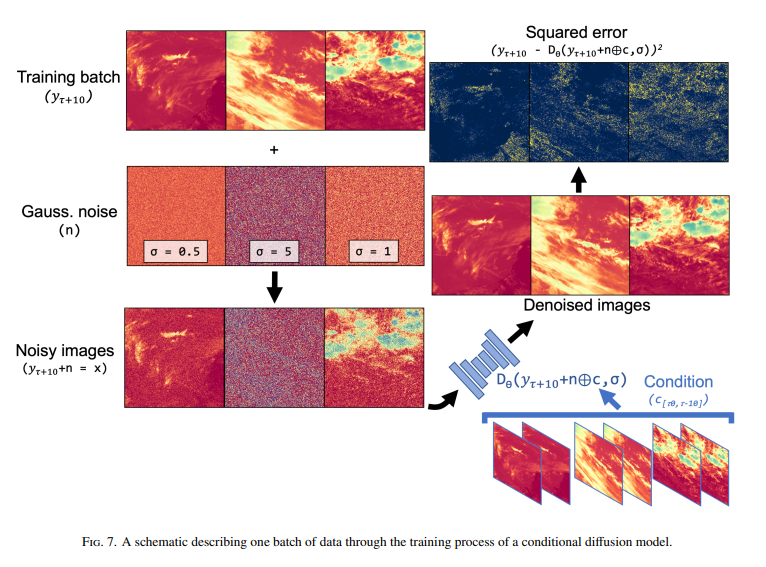 Training batch
(yτ+10)
+
Gauss. noise
(n)
σ = 0.5
σ = 5
σ = 1
Noisy images
(yτ+10+n = x)
Squared error
(yτ+10 - Dθ(yτ+10+n⊕c,σ))²
Denoised images
Dθ(yτ+10+n⊕c,σ)
Condition
(c[τ0,τ-10])
FIG. 7. A schematic describing one batch of data through the training process of a conditional diffusion model.